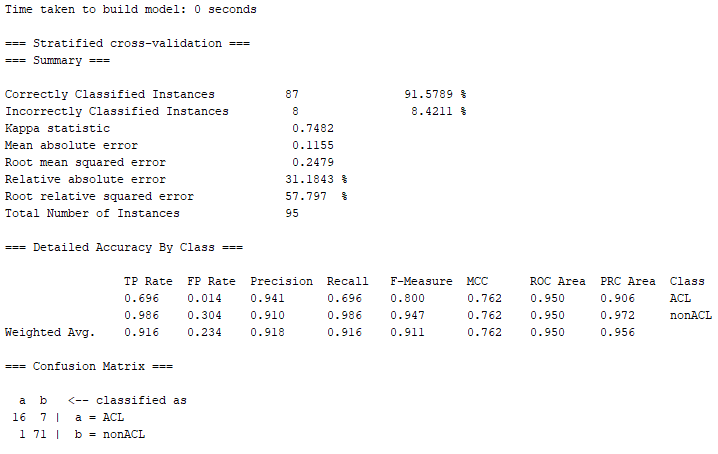 Time taken to build model: 0 seconds

=== Stratified cross-validation ===
=== Summary ===

Correctly Classified Instances          87               91.5789 %
Incorrectly Classified Instances         8                8.4211 %
Kappa statistic                          0.7482
Mean absolute error                      0.1155
Root mean squared error                  0.2479
Relative absolute error                 31.1843 %
Root relative squared error             57.797  %
Total Number of Instances               95

=== Detailed Accuracy By Class ===

                 TP Rate  FP Rate  Precision  Recall   F-Measure  MCC      ROC Area  PRC Area  Class
                 0.696    0.014    0.941      0.696    0.800      0.762    0.950     0.906     ACL
                 0.986    0.304    0.910      0.986    0.947      0.762    0.950     0.972     nonACL
Weighted Avg.    0.916    0.234    0.918      0.916    0.911      0.762    0.950     0.956

=== Confusion Matrix ===

  a  b   <-- classified as
 16  7 |  a = ACL
  1 71 |  b = nonACL